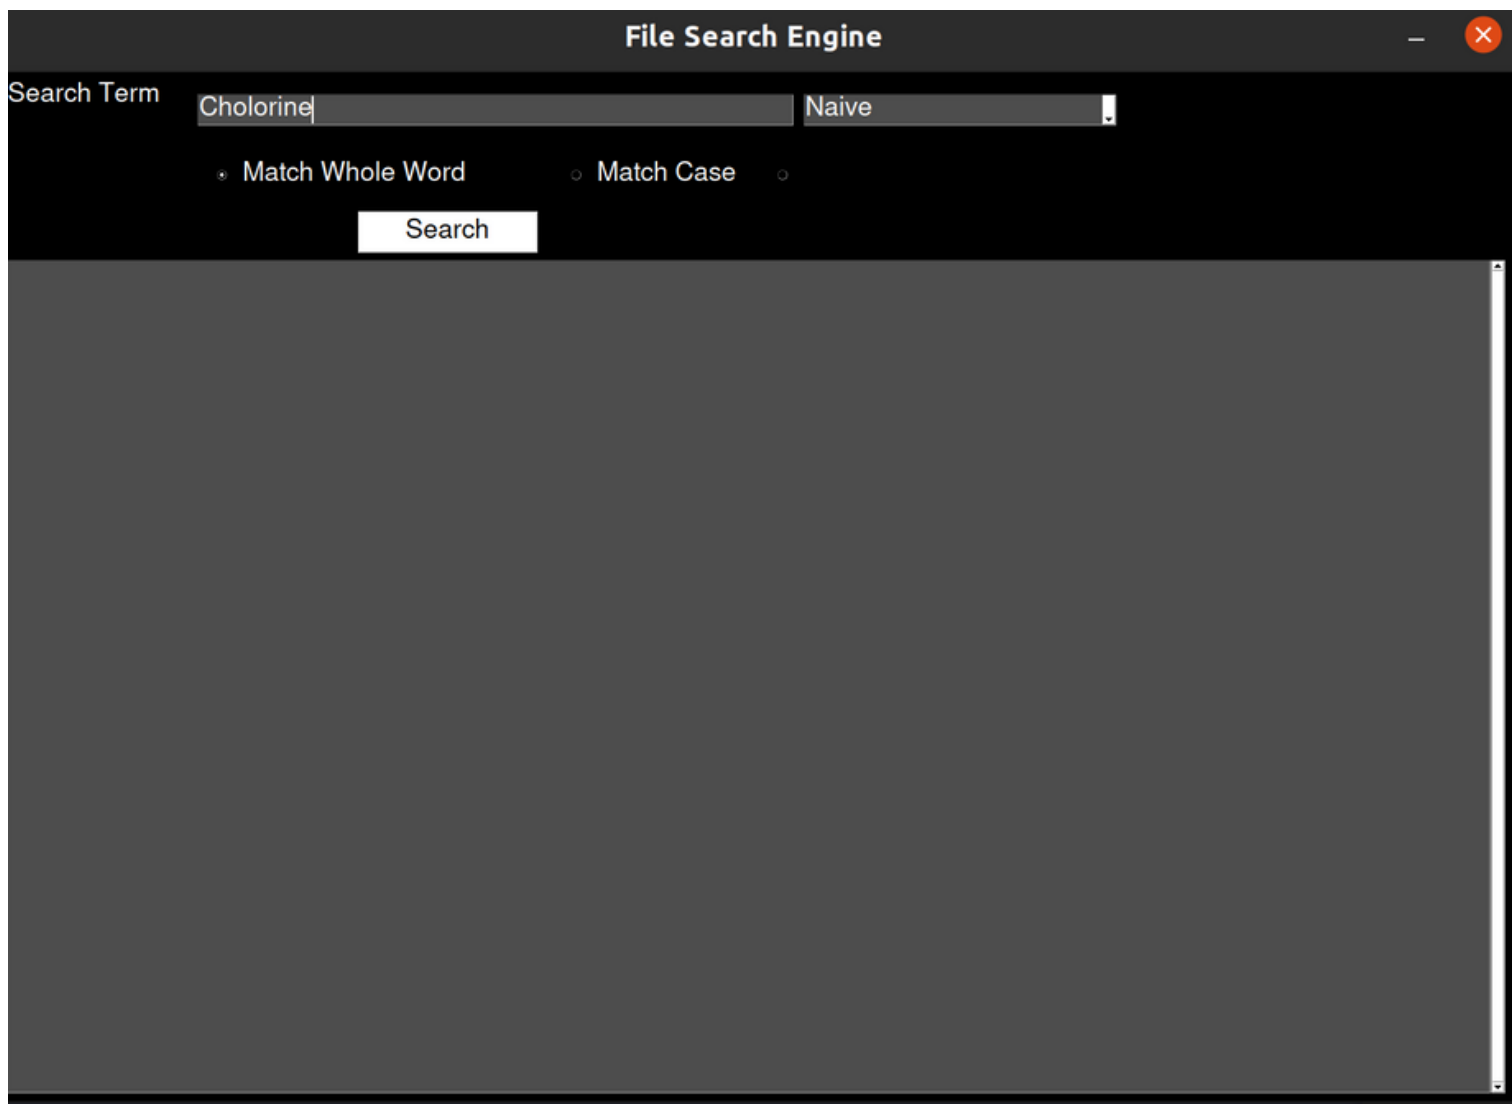 File Search Engine
Search Term
Cholorine
Naive
Match Whole Word
Match Case
Search